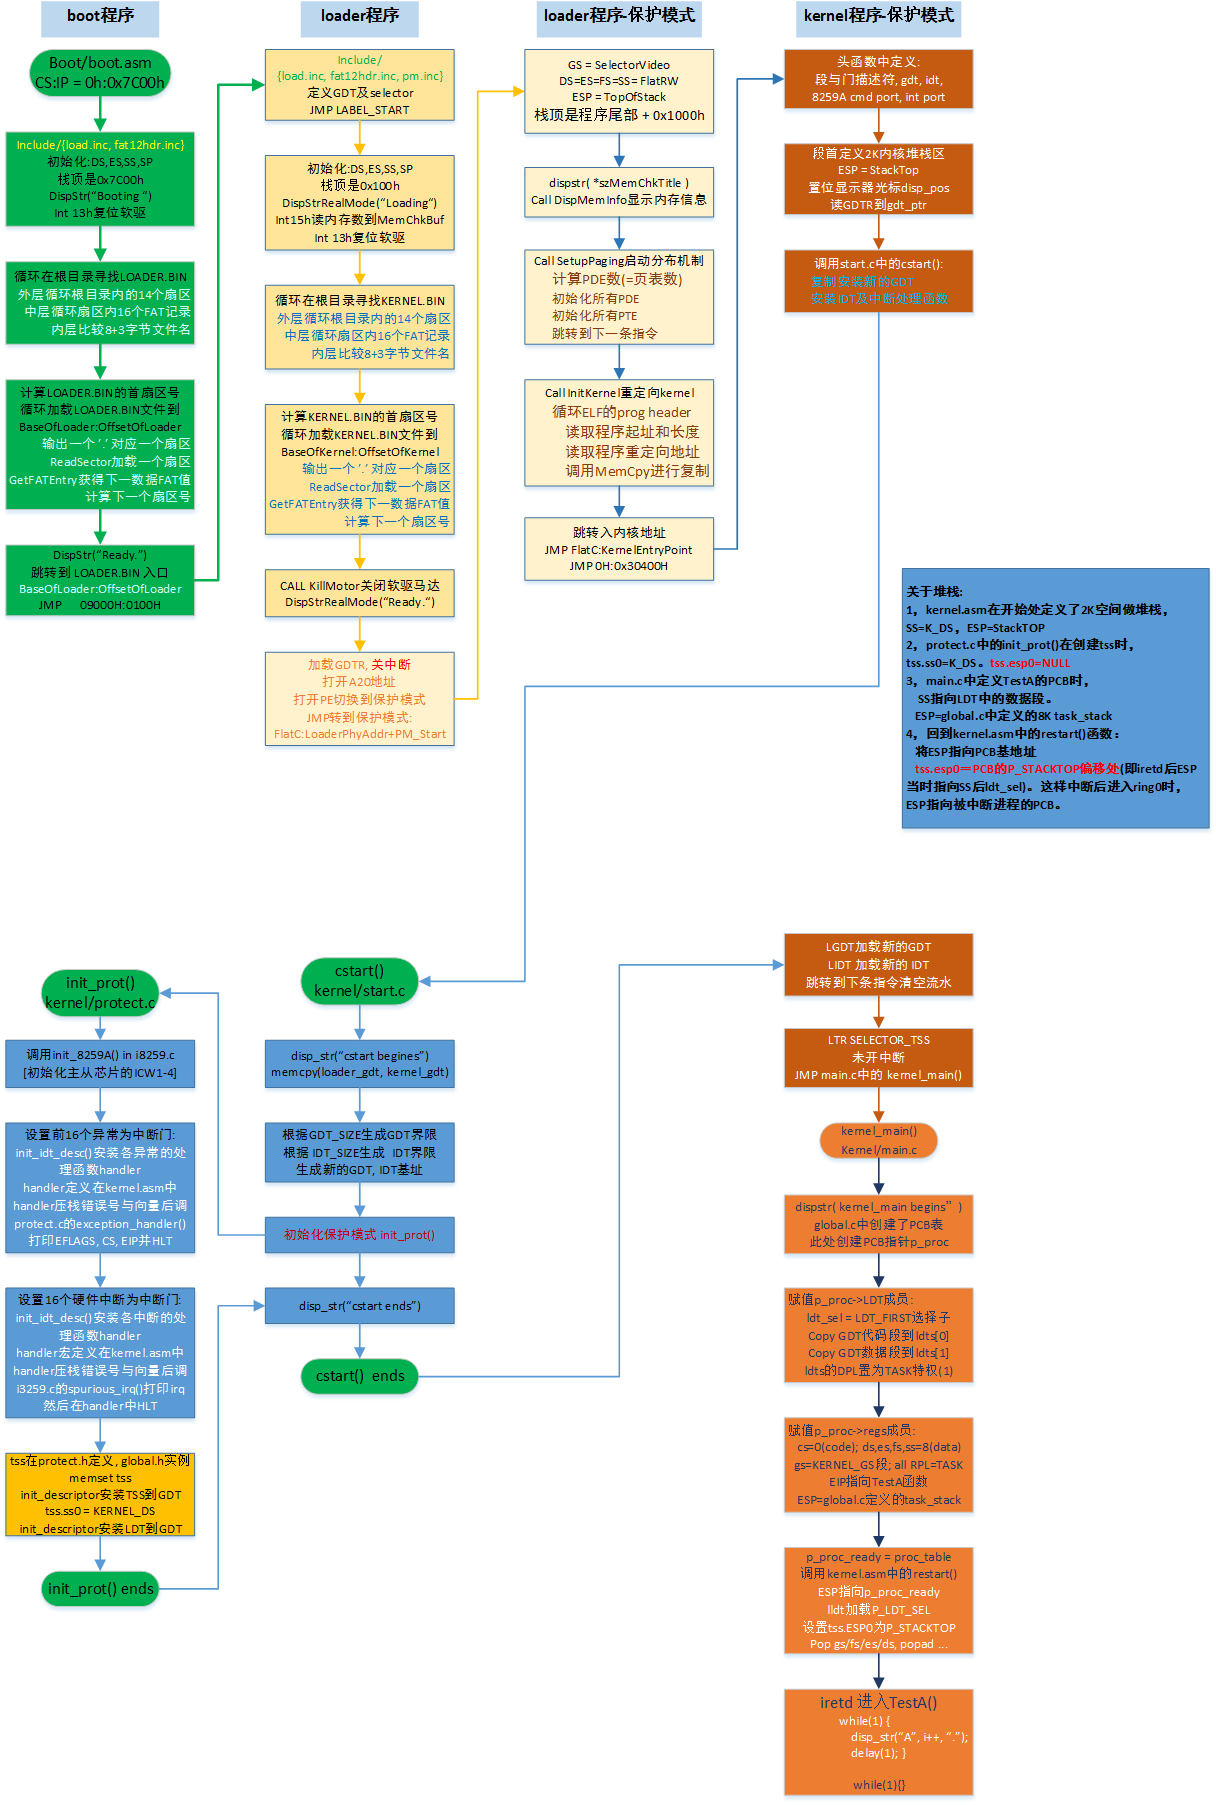 boot程序
Boot/boot.asm
CS:IP = 0h:0x7C00h
Include/{load.inc, fat12hdr.inc}
初始化:DS,ES,SS,SP
栈顶是0x7C00h
DispStr(“Booting “)
Int 13h复位软驱
循环在根目录寻找LOADER.BIN
外层循环根目录内的14个扇区
中层循环扇区内16个FAT记录
内层比较8+3字节文件名
计算LOADER.BIN的首扇区号
循环加载LOADER.BIN文件到
BaseOfLoader:OffsetOfLoader
输出一个 ’.’ 对应一个扇区
ReadSector加载一个扇区
GetFATEntry获得下一数据FAT值
计算下一个扇区号
DispStr(“Ready.”)
跳转到 LOADER.BIN 入口
BaseOfLoader:OffsetOfLoader
JMP 09000H:0100H
loader程序
Include/
{load.inc, fat12hdr.inc, pm.inc}
定义GDT及selector
JMP LABEL_START
初始化:DS,ES,SS,SP
栈顶是0x100h
DispStrRealMode(“Loading“)
Int15h读内存数到MemChkBuf
Int 13h复位软驱
循环在根目录寻找KERNEL.BIN
外层循环根目录内的14个扇区
中层循环扇区内16个FAT记录
内层比较8+3字节文件名
计算KERNEL.BIN的首扇区号
循环加载KERNEL.BIN文件到
BaseOfKernel:OffsetOfKernel
输出一个 ’.’ 对应一个扇区
ReadSector加载一个扇区
GetFATEntry获得下一数据FAT值
计算下一个扇区号
CALL KillMotor关闭软驱马达
DispStrRealMode(“Ready.“)
加载GDTR, 关中断
打开A20地址
打开PE切换到保护模式
JMP转到保护模式:
FlatC:LoaderPhyAddr+PM_Start
loader程序-保护模式
GS = SelectorVideo
DS=ES=FS=SS= FlatRW
ESP = TopOfStack
栈顶是程序尾部 + 0x1000h
dispstr( *szMemChkTitle )
Call DispMemInfo显示内存信息
Call SetupPaging启动分布机制
计算PDE数(=页表数)
初始化所有PDE
初始化所有PTE
跳转到下一条指令
Call InitKernel重定向kernel
循环ELF的prog header
读取程序起址和长度
读取程序重定向地址
调用MemCpy进行复制
跳转入内核地址
JMP FlatC:KernelEntryPoint
JMP 0H:0x30400H
kernel程序-保护模式
头函数中定义:
段与门描述符, gdt, idt,
8259A cmd port, int port
段首定义2K内核堆栈区
ESP = StackTop
置位显示器光标disp_pos
读GDTR到gdt_ptr
调用start.c中的cstart():
复制安装新的GDT
安装IDT及中断处理函数
关于堆栈:
1，kernel.asm在开始处定义了2K空间做堆栈，
SS=K_DS，ESP=StackTOP
2，protect.c中的init_prot()在创建tss时，
tss.ss0=K_DS。tss.esp0=NULL
3，main.c中定义TestA的PCB时，
SS指向LDT中的数据段。
ESP=global.c中定义的8K task_stack
4，回到kernel.asm中的restart()函数：
将ESP指向PCB基地址
tss.esp0＝PCB的P_STACKTOP偏移处(即iretd后ESP
当时指向SS后ldt_sel)。这样中断后进入ring0时，
ESP指向被中断进程的PCB。
init_prot()
kernel/protect.c
调用init_8259A() in i8259.c
[初始化主从芯片的ICW1-4]
设置前16个异常为中断门:
init_idt_desc()安装各异常的处
理函数handler
handler定义在kernel.asm中
handler压栈错误号与向量后调
protect.c的exception_handler()
打印EFLAGS, CS, EIP并HLT
设置16个硬件中断为中断门:
init_idt_desc()安装各中断的处
理函数handler
handler宏定义在kernel.asm中
handler压栈错误号与向量后调
i3259.c的spurious_irq()打印irq
然后在handler中HLT
tss在protect.h定义, global.h实例
memset tss
init_descriptor安装TSS到GDT
tss.ss0 = KERNEL_DS
init_descriptor安装LDT到GDT
init_prot() ends
cstart()
kernel/start.c
disp_str(“cstart begines”)
memcpy(loader_gdt, kernel_gdt)
根据GDT_SIZE生成GDT界限
根据 IDT_SIZE生成 IDT界限
生成新的GDT, IDT基址
初始化保护模式 init_prot()
disp_str(“cstart ends”)
cstart() ends
LGDT加载新的GDT
LIDT 加载新的 IDT
跳转到下条指令清空流水
LTR SELECTOR_TSS
未开中断
JMP main.c中的 kernel_main()
kernel_main()
Kernel/main.c
dispstr( kernel_main begins” )
global.c中创建了PCB表
此处创建PCB指针p_proc
赋值p_proc->LDT成员:
ldt_sel = LDT_FIRST选择子
Copy GDT代码段到ldts[0]
Copy GDT数据段到ldts[1]
ldts的DPL置为TASK特权(1)
赋值p_proc->regs成员:
cs=0(code); ds,es,fs,ss=8(data)
gs=KERNEL_GS段; all RPL=TASK
EIP指向TestA函数
ESP=global.c定义的task_stack
p_proc_ready = proc_table
调用kernel.asm中的restart()
ESP指向p_proc_ready
lldt加载P_LDT_SEL
设置tss.ESP0为P_STACKTOP
Pop gs/fs/es/ds, popad ...
iretd 进入TestA()
while(1) {
disp_str(“A”, i++, “.”);
delay(1); }
while(1){}